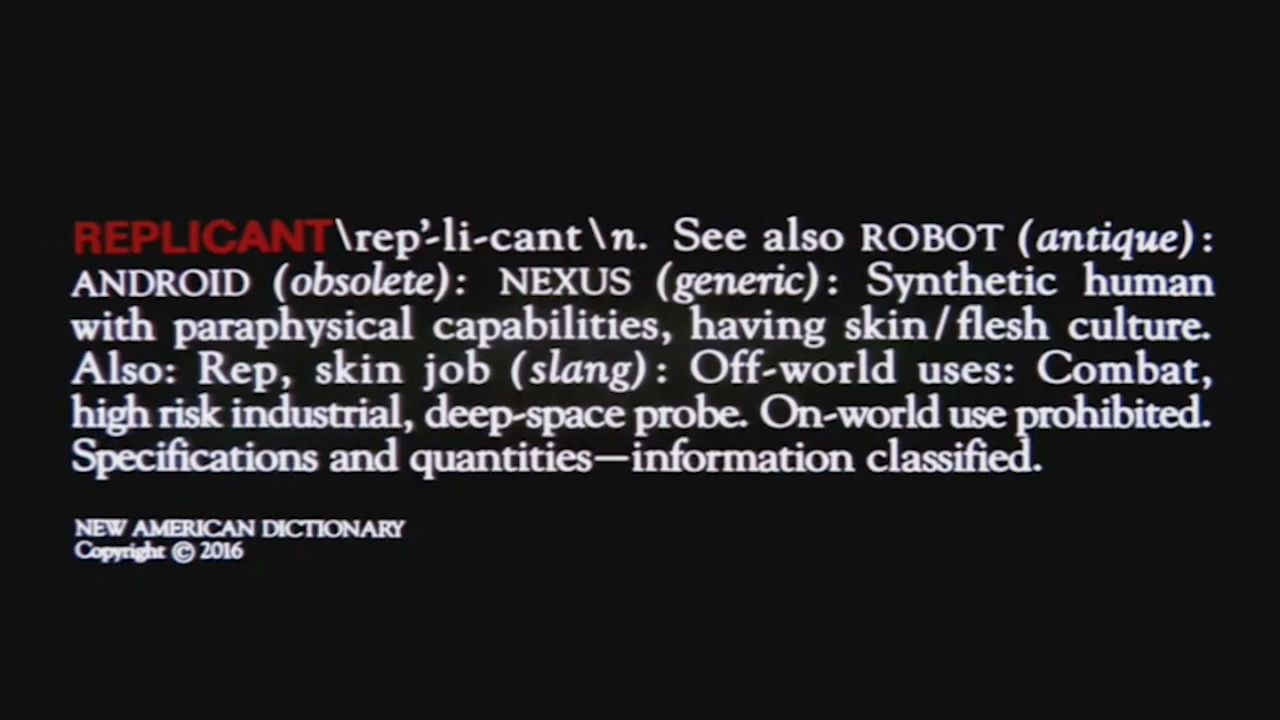 REPLICANT\rep’-li-cant\n. See also ROBOT (antique):
ANDROID (obsolete): NEXUS (generic): Synthetic human
with paraphysical capabilities, having skin/flesh culture.
Also: Rep, skin job (slang): Off-world uses: Combat,
high risk industrial, deep-space probe. On-world use prohibited.
Specifications and quantities—information classified.
NEW AMERICAN DICTIONARY
Copyright © 2016